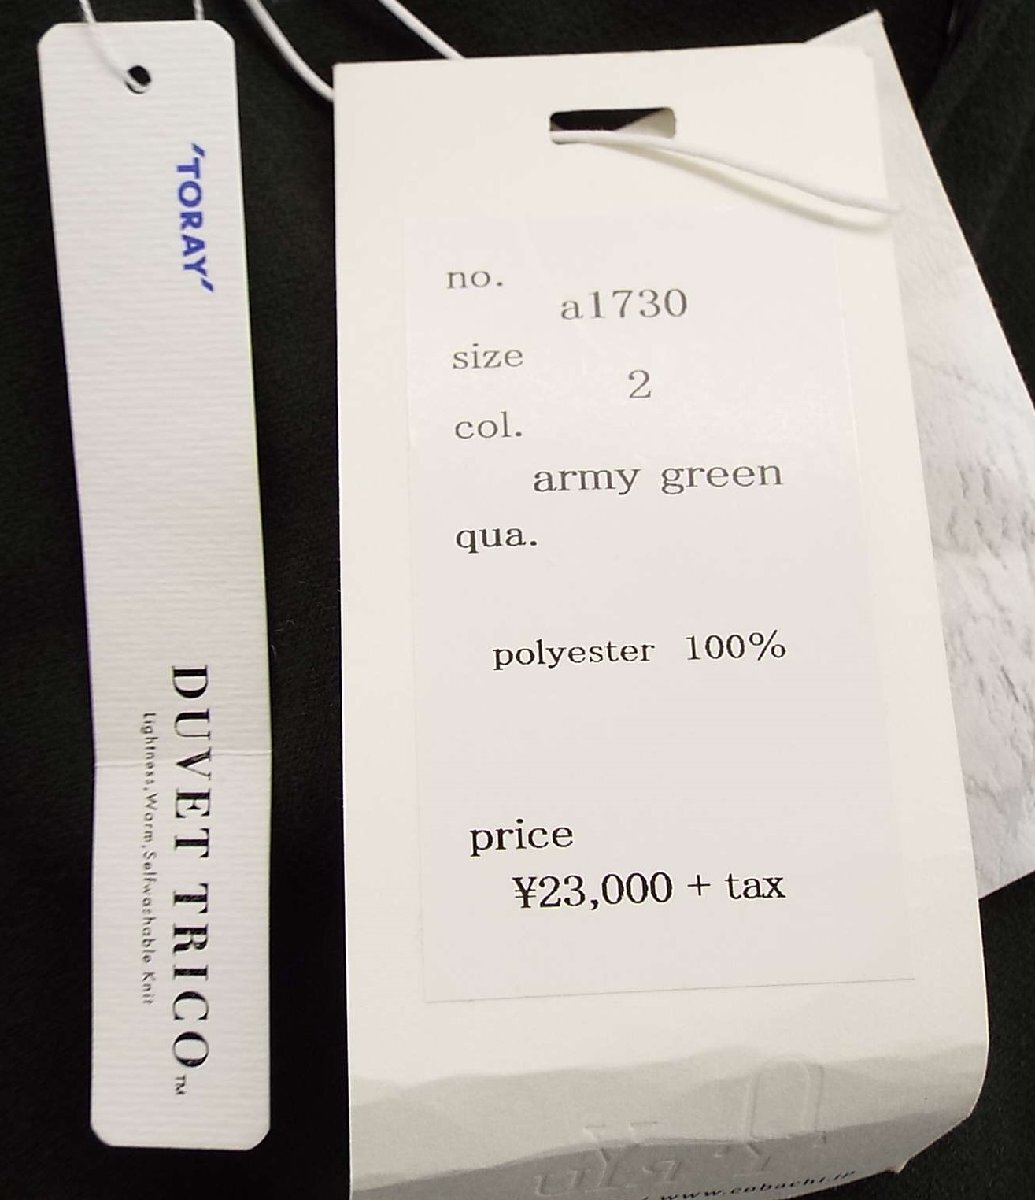 'TORAY'
DUVET TRICO™
Lightness,Warm,Selfwashable Knit
no.
a1730
size
2
col.
army green
qua.
polyester 100%
price
¥23,000 + tax